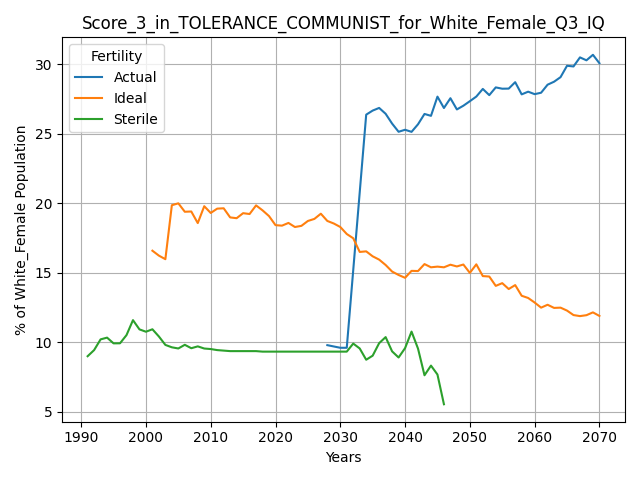 Score_3_in_TOLERANCE_COMMUNIST_for_White_Female_Q3_IQ
Fertility
Actual
Ideal
Sterile
% of White_Female Population
30
25
20
15
10
5
1990 2000 2010 2020 2030 2040 2050 2060 2070
Years